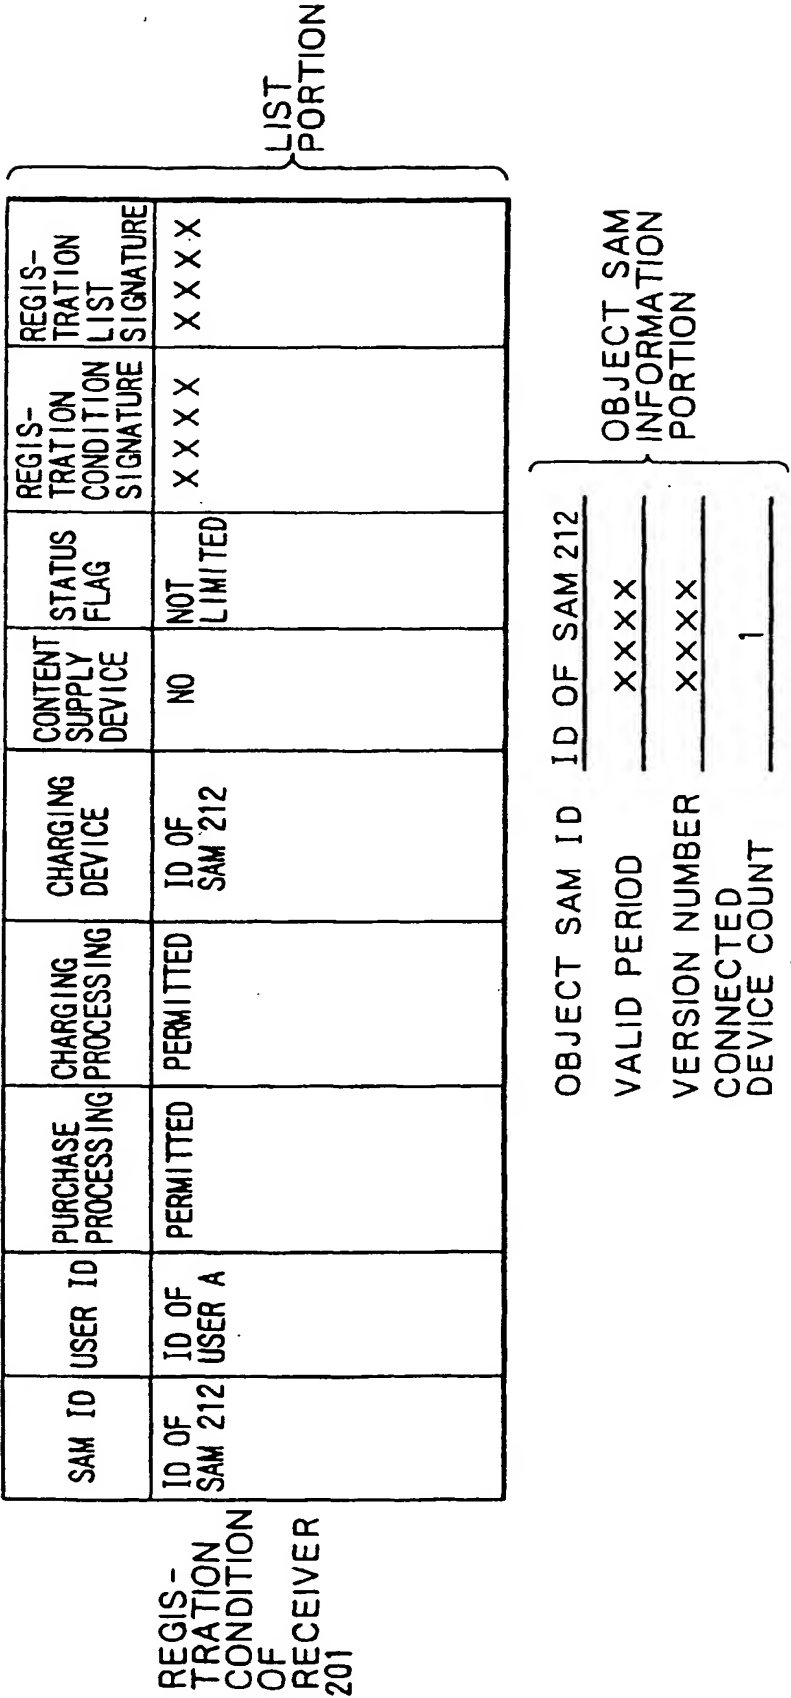 SAM ID
USER ID
PURCHASE
PROCESSING
CHARGING
PROCESSING
CHARGING
DEVICE
CONTENT
SUPPLY
DEVICE
STATUS
FLAG
REGIS-
TRATION
CONDITION
SIGNATURE
REGIS-
TRATION
LIST
SIGNATURE
REGIS-
TRATION
CONDITION
OF
RECEIVER
201
ID OF
SAM 212
ID OF
USER A
PERMITTED
PERMITTED
ID OF
SAM 212
NO
NOT
LIMITED
XXXX
XXXX
LIST
PORTION
OBJECT SAM ID ID OF SAM 212
VALID PERIOD XXXX
VERSION NUMBER XXXX
CONNECTED
DEVICE COUNT 1
OBJECT SAM
INFORMATION
PORTION